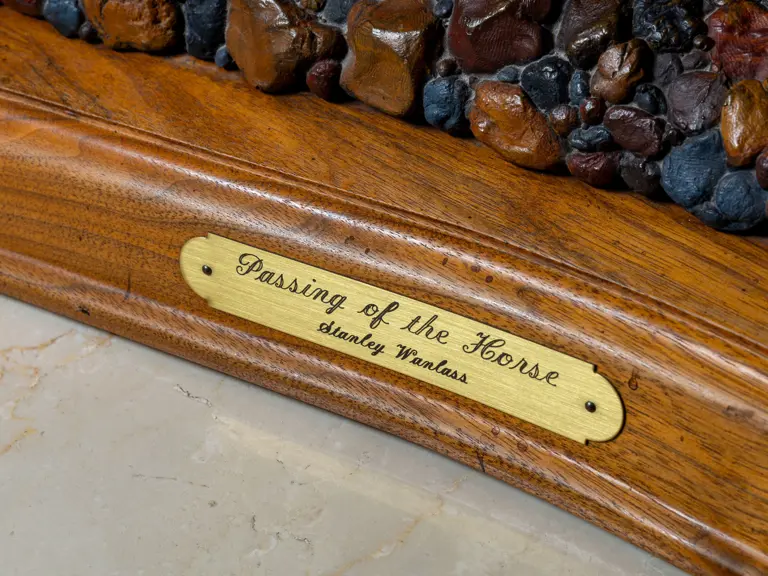 Passing of the Horse
Stanley Wanlass